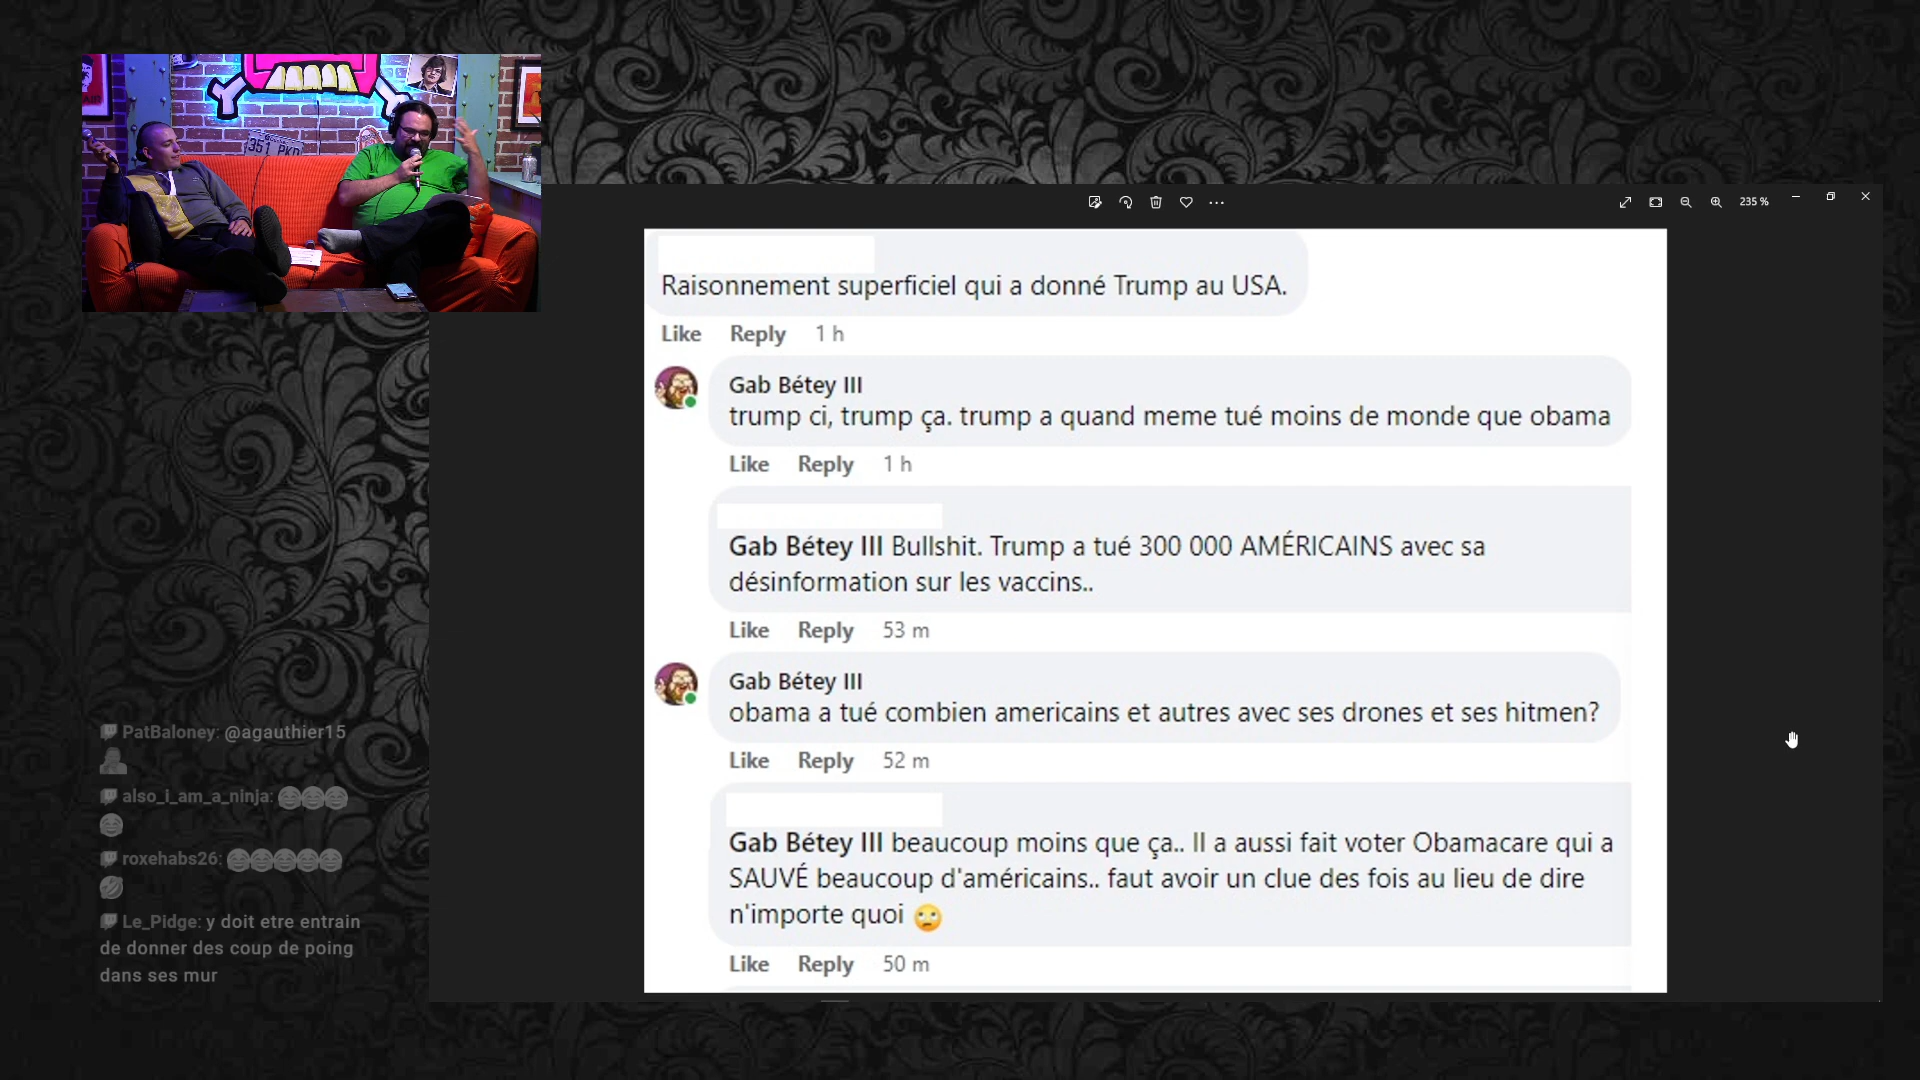 351 PKD
235 %
Raisonnement superficiel qui a donné Trump au USA.
Like Reply 1 h
Gab Bétey III
trump ci, trump ça. trump a quand meme tué moins de monde que obama
Like Reply 1 h
Gab Bétey III Bullshit. Trump a tué 300 000 AMÉRICAINS avec sa
désinformation sur les vaccins..
Like Reply 53 m
Gab Bétey III
obama a tué combien americains et autres avec ses drones et ses hitmen?
Like Reply 52 m
Gab Bétey III beaucoup moins que ça.. Il a aussi fait voter Obamacare qui a
SAUVÉ beaucoup d'américains.. faut avoir un clue des fois au lieu de dire
n'importe quoi 🙄
Like Reply 50 m
PatBaloney: @agauthier15
also_i_am_a_ninja:
roxehabs26:
Le_Pidge: y doit etre entrain
de donner des coup de poing
dans ses mur